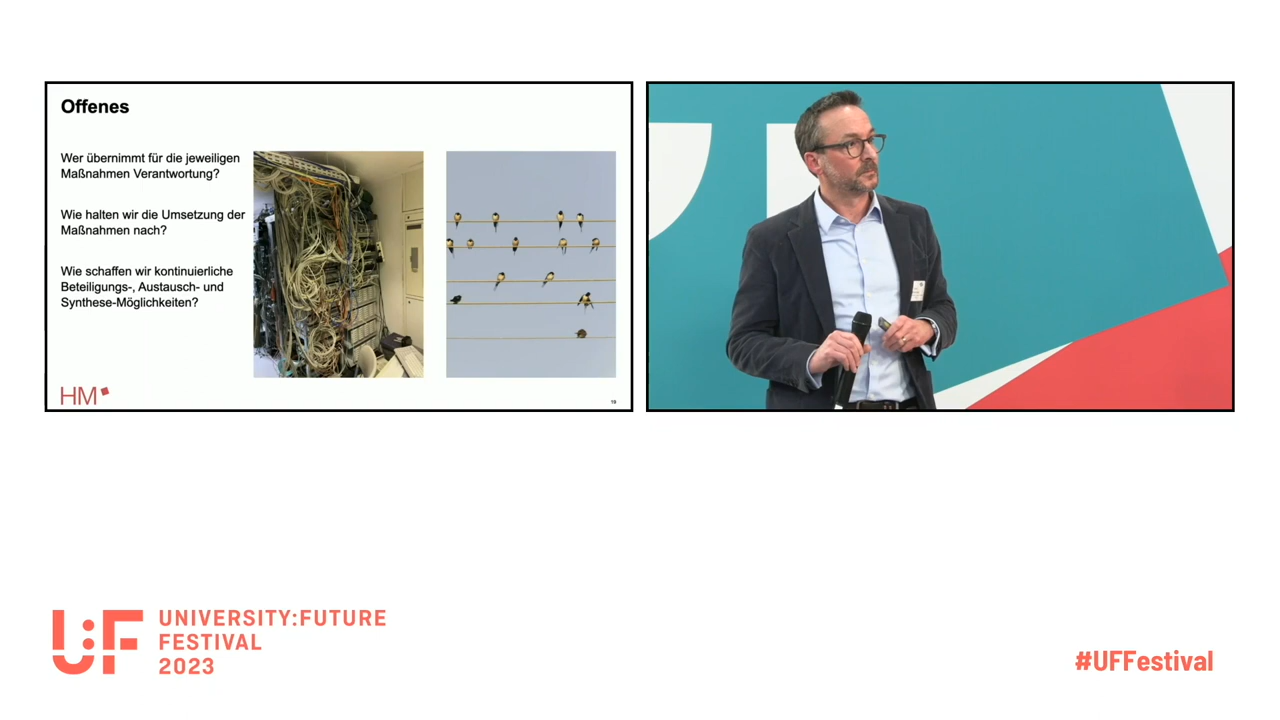 Offenes
Wer übernimmt für die jeweiligen
Maßnahmen Verantwortung?
Wie halten wir die Umsetzung der
Maßnahmen nach?
Wie schaffen wir kontinuierliche
Beteiligungs-, Austausch- und
Synthese-Möglichkeiten?
HM
19
U:F
UNIVERSITY:FUTURE
FESTIVAL
2023
#UFFestival